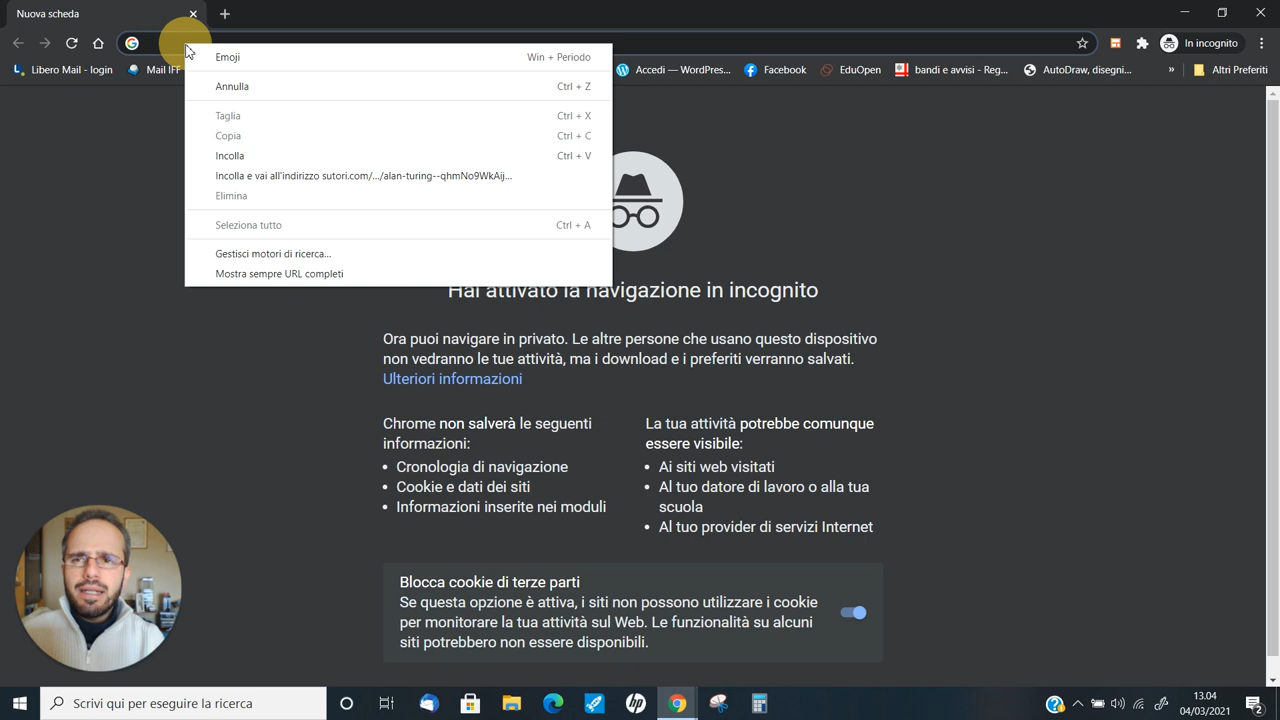 Nuova scheda
In incognito
Libero Mail - login
Mail IFF
Accedi — WordPres...
Facebook
EduOpen
bandi e avvisi - Reg...
AutoDraw, disegni...
»
Altri Preferiti
Emoji Win + Periodo
Annulla Ctrl + Z
Taglia Ctrl + X
Copia Ctrl + C
Incolla Ctrl + V
Incolla e vai all'indirizzo sutori.com/.../alan-turing--qhmNo9WkAij...
Elimina
Seleziona tutto Ctrl + A
Gestisci motori di ricerca...
Mostra sempre URL completi
Hai attivato la navigazione in incognito
Ora puoi navigare in privato. Le altre persone che usano questo dispositivo
non vedranno le tue attività, ma i download e i preferiti verranno salvati.
Ulteriori informazioni
Chrome non salverà le seguenti
informazioni:
• Cronologia di navigazione
• Cookie e dati dei siti
• Informazioni inserite nei moduli
La tua attività potrebbe comunque
essere visibile:
• Ai siti web visitati
• Al tuo datore di lavoro o alla tua
scuola
• Al tuo provider di servizi Internet
Blocca cookie di terze parti
Se questa opzione è attiva, i siti non possono utilizzare i cookie
per monitorare la tua attività sul Web. Le funzionalità su alcuni
siti potrebbero non essere disponibili.
Scrivi qui per eseguire la ricerca
hp
13.04
04/03/2021
2